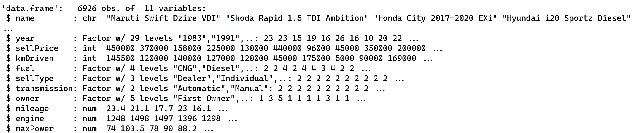 'data.frame':   6926 obs. of  11 variables:
 $ name        : chr  "Maruti Swift Dzire VDI" "Skoda Rapid 1.5 TDI Ambition" "Honda City 2017-2020 EXi" "Hyundai i20 Sportz Diesel"
...
 $ year        : Factor w/ 29 levels "1983","1991",..: 23 23 15 19 16 26 16 10 20 22 ...
 $ sellPrice   : int  450000 370000 158000 225000 130000 440000 96000 45000 350000 200000 ...
 $ kmDriven    : int  145500 120000 140000 127000 120000 45000 175000 5000 90000 169000 ...
 $ fuel        : Factor w/ 4 levels "CNG","Diesel",..: 2 2 4 2 4 4 3 4 2 2 ...
 $ sellType    : Factor w/ 3 levels "Dealer","Individual",..: 2 2 2 2 2 2 2 2 2 2 ...
 $ transmission: Factor w/ 2 levels "Automatic","Manual": 2 2 2 2 2 2 2 2 2 2 ...
 $ owner       : Factor w/ 5 levels "First Owner",..: 1 3 5 1 1 1 1 3 1 1 ...
 $ mileage     : num  23.4 21.1 17.7 23 16.1 ...
 $ engine      : num  1248 1498 1497 1396 1298 ...
 $ maxPower    : num  74 103.5 78 90 88.2 ...